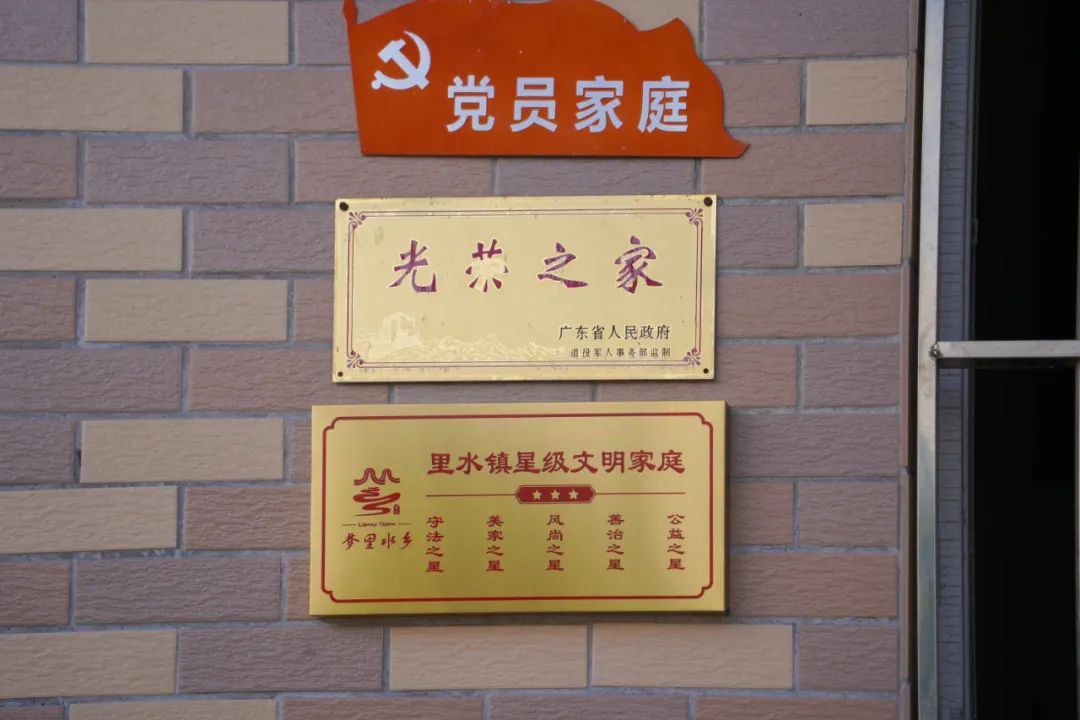 党员家庭
光荣之家
广东省人民政府
退役军人事务部监制
里水镇星级文明家庭
LISHUI TOWN
梦里水乡
守法之星
美家之星
风尚之星
善治之星
公益之星